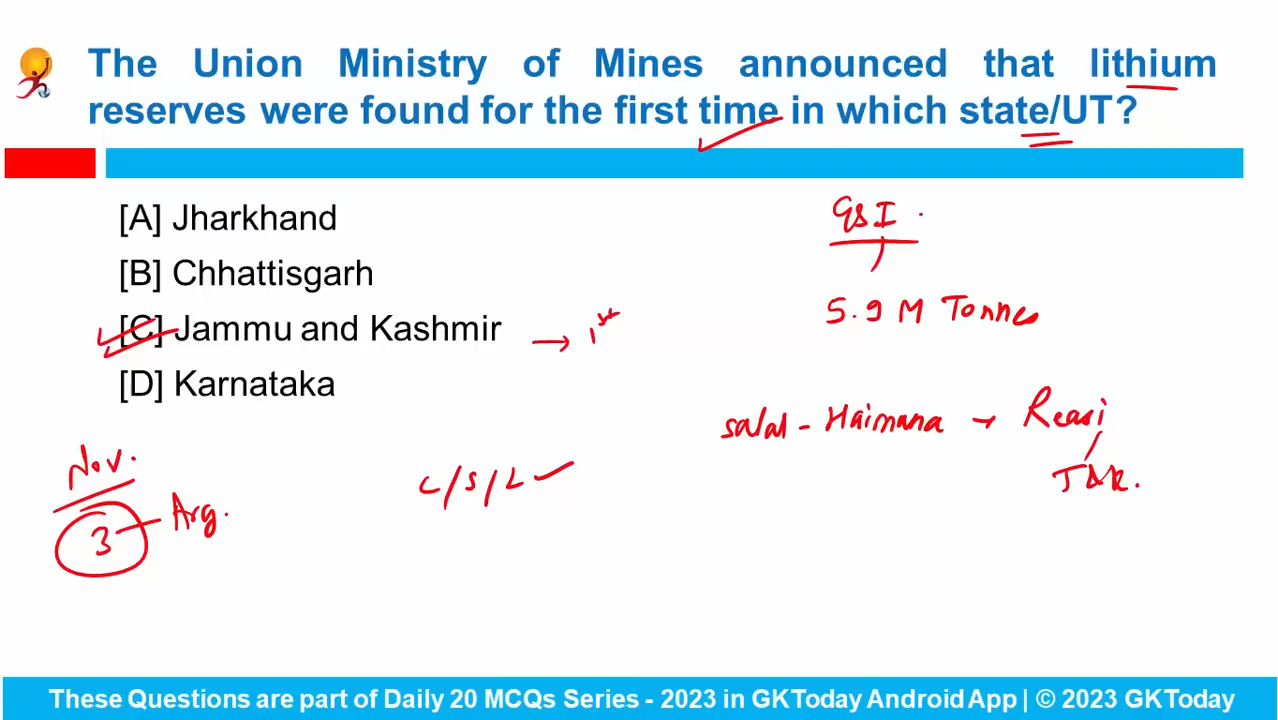 The Union Ministry of Mines announced that lithium
reserves were found for the first time in which state/UT?
[A] Jharkhand
[B] Chhattisgarh
[C] Jammu and Kashmir → 1st
[D] Karnataka
GSI.
5.9 M Tonnes
Salal - Haimana → Reasi
J&K.
C/S/L
Nov.
3 - Arg.
These Questions are part of Daily 20 MCQs Series - 2023 in GKToday Android App | © 2023 GKToday